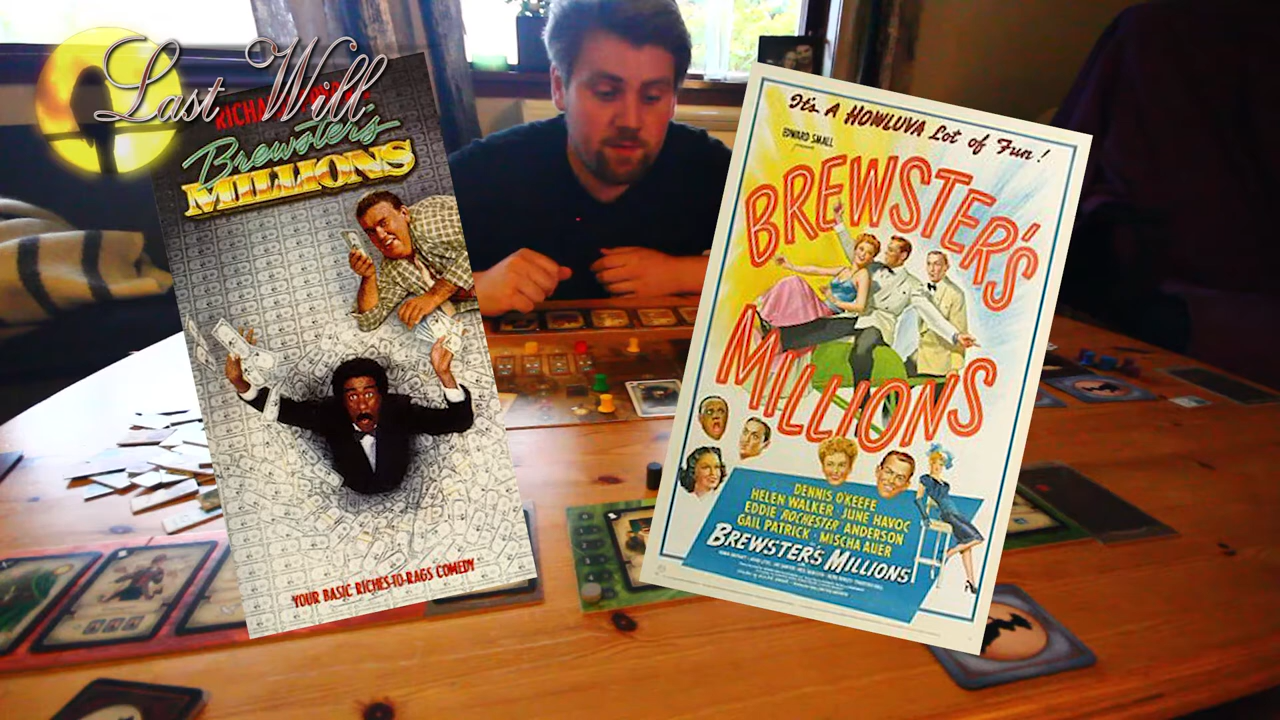 Last Will
Brewster's
MILLIONS
YOUR BASIC RICHES-TO-RAGS COMEDY
It's A HOWLUVA Lot of Fun!
EDWARD SMALL
presents
BREWSTER'S
MILLIONS
DENNIS O'KEEFE
HELEN WALKER · JUNE HAVOC
EDDIE ROCHESTER ANDERSON
GAIL PATRICK · MISCHA AUER
BREWSTER'S MILLIONS